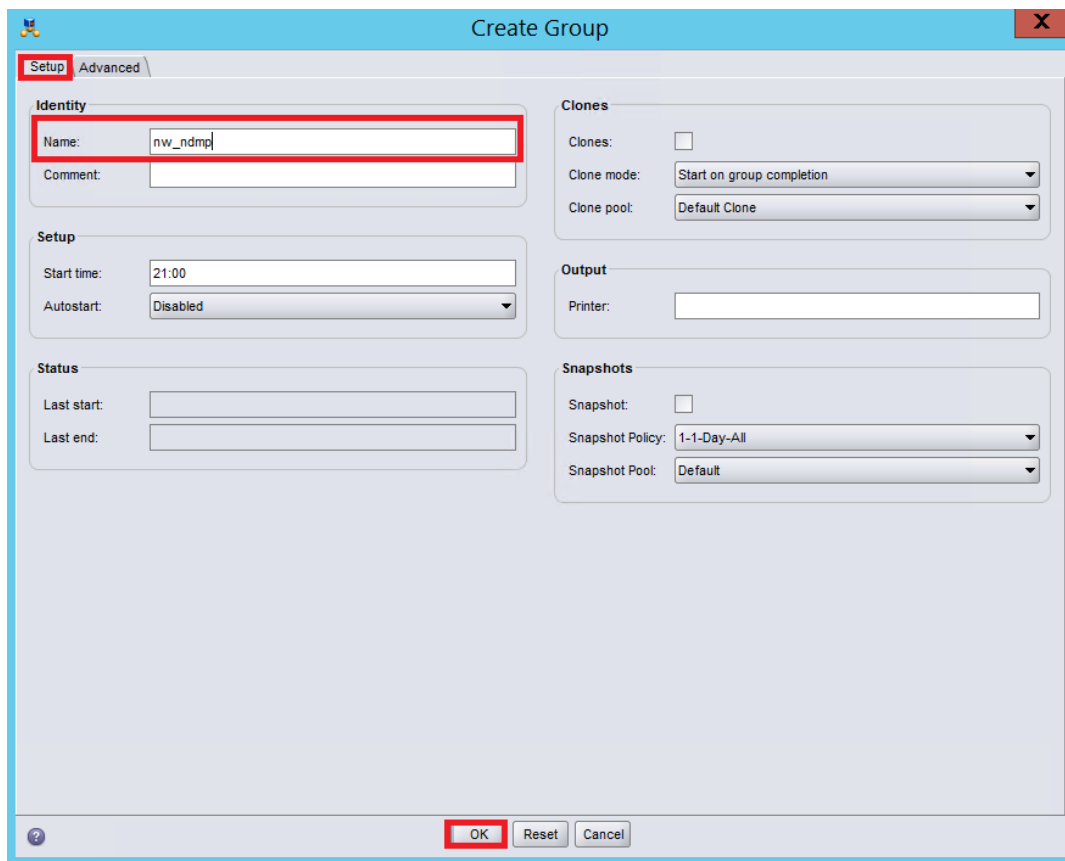 Create Group
X
Setup Advanced
Identity
Name: nw_ndmp
Comment:
Setup
Start time: 21:00
Autostart: Disabled
Status
Last start:
Last end:
Clones
Clones:
Clone mode: Start on group completion
Clone pool: Default Clone
Output
Printer:
Snapshots
Snapshot:
Snapshot Policy: 1-1-Day-All
Snapshot Pool: Default
? OK Reset Cancel